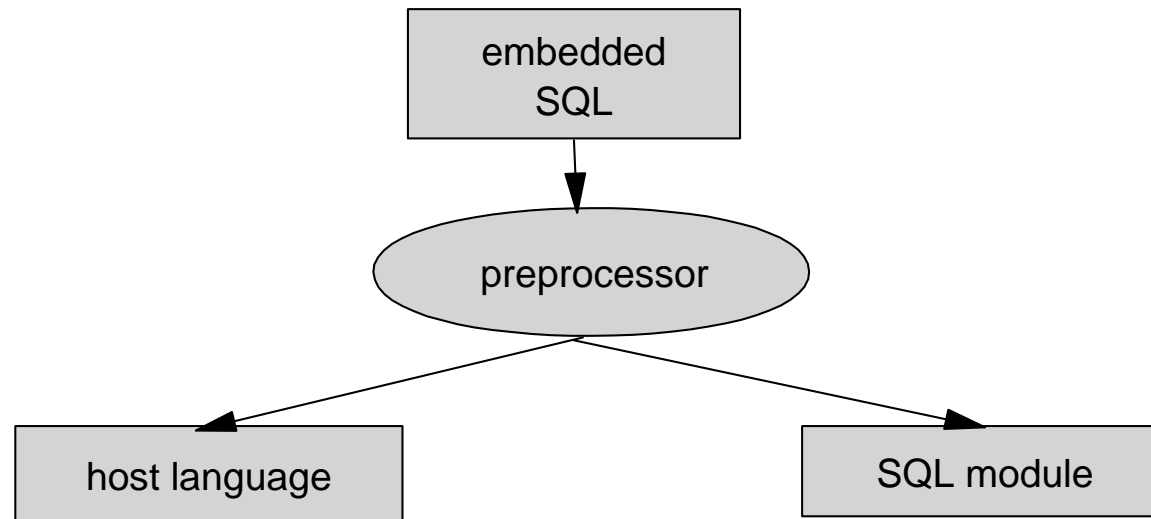 embedded
SQL
preprocessor
host language
SQL module